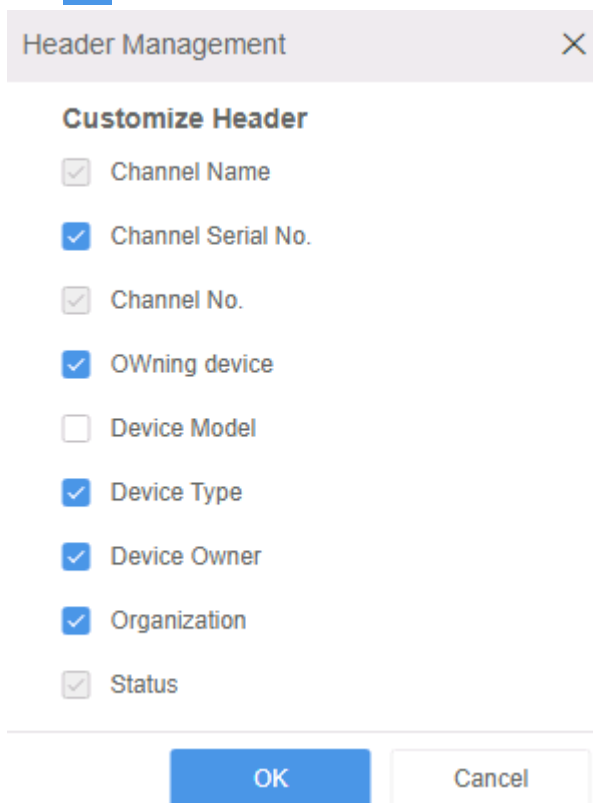 Header Management
Customize Header
Channel Name
Channel Serial No.
Channel No.
OWning device
Device Model
Device Type
Device Owner
Organization
Status
OK
Cancel